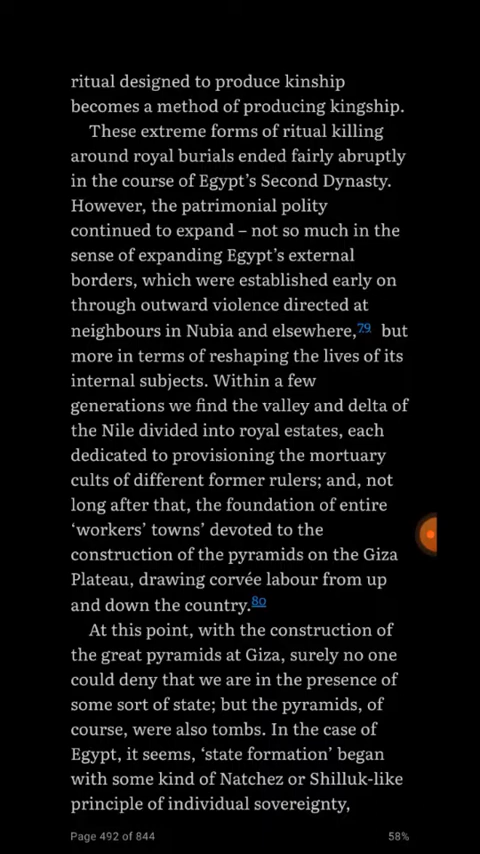 ritual designed to produce kinship
becomes a method of producing kingship.
These extreme forms of ritual killing
around royal burials ended fairly abruptly
in the course of Egypt’s Second Dynasty.
However, the patrimonial polity
continued to expand – not so much in the
sense of expanding Egypt’s external
borders, which were established early on
through outward violence directed at
neighbours in Nubia and elsewhere,79 but
more in terms of reshaping the lives of its
internal subjects. Within a few
generations we find the valley and delta of
the Nile divided into royal estates, each
dedicated to provisioning the mortuary
cults of different former rulers; and, not
long after that, the foundation of entire
‘workers’ towns’ devoted to the
construction of the pyramids on the Giza
Plateau, drawing corvée labour from up
and down the country.80
At this point, with the construction of
the great pyramids at Giza, surely no one
could deny that we are in the presence of
some sort of state; but the pyramids, of
course, were also tombs. In the case of
Egypt, it seems, ‘state formation’ began
with some kind of Natchez or Shilluk-like
principle of individual sovereignty,
Page 492 of 844 58%